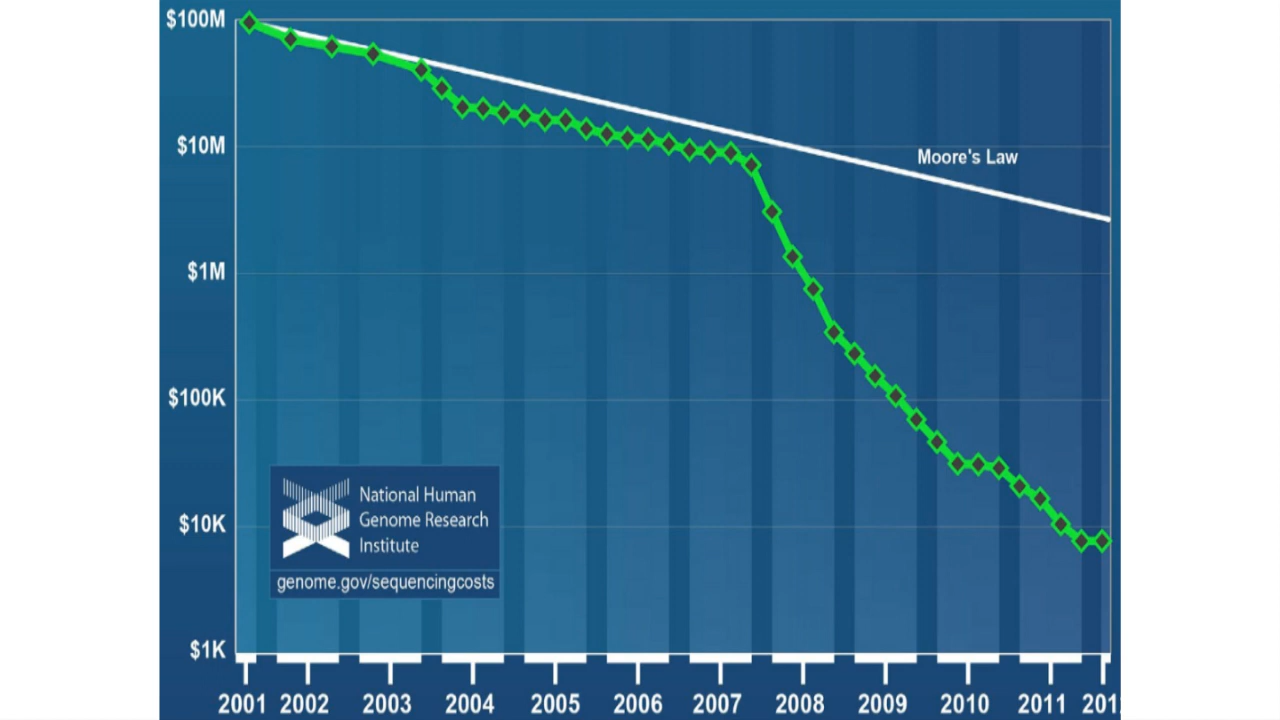 $100M
$10M
Moore's Law
$1M
$100K
National Human
Genome Research
Institute
$10K
genome.gov/sequencingcosts
$1K
2001 2002 2003 2004 2005 2006 2007 2008 2009 2010 2011 201